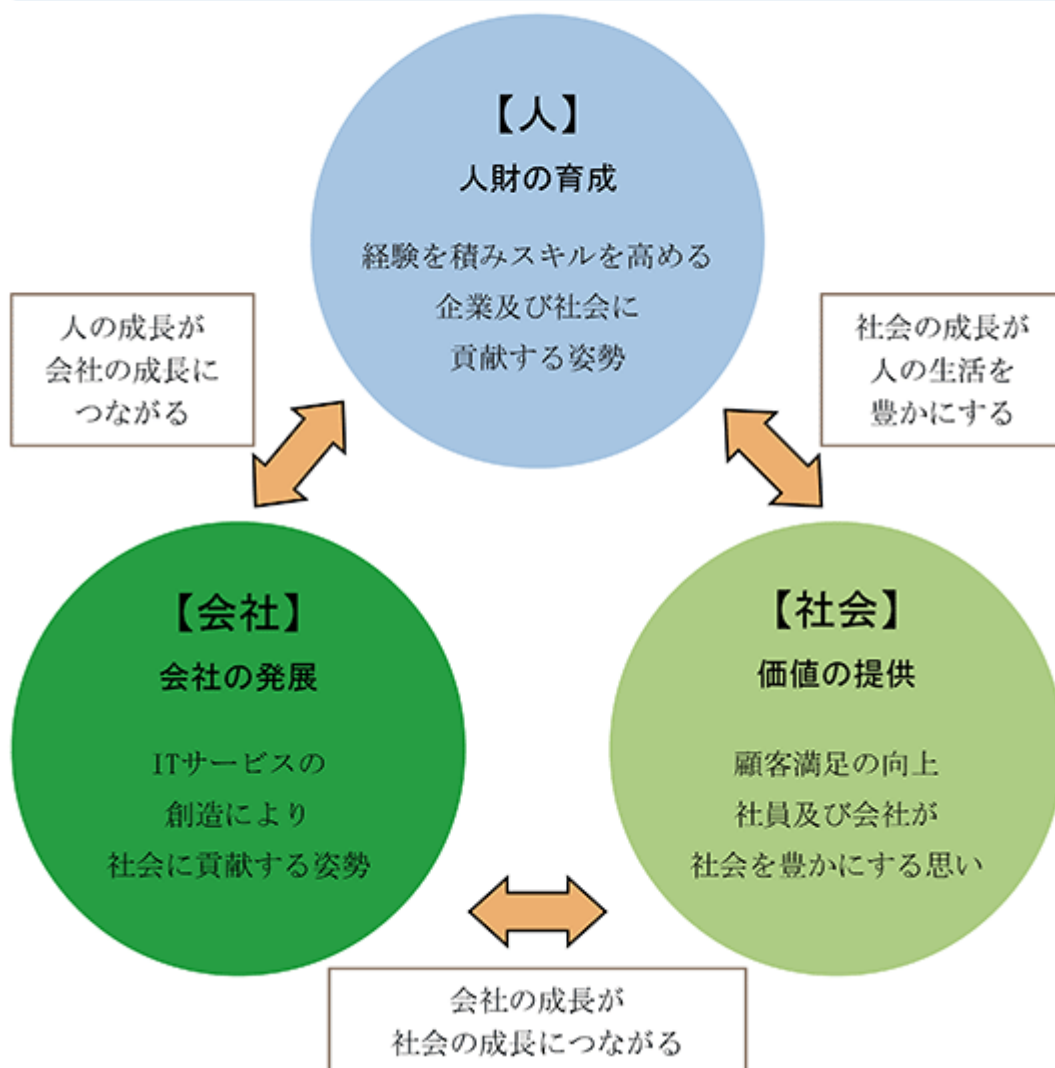 【人】
人財の育成
経験を積みスキルを高める
企業及び社会に
貢献する姿勢
人の成長が
会社の成長に
つながる
社会の成長が
人の生活を
豊かにする
【会社】
会社の発展
ITサービスの
創造により
社会に貢献する姿勢
【社会】
価値の提供
顧客満足の向上
社員及び会社が
社会を豊かにする思い
会社の成長が
社会の成長につながる